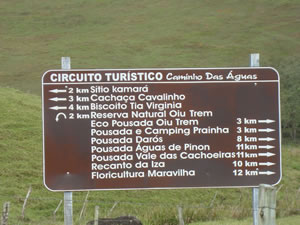 CIRCUITO TURÍSTICO Caminho Das Águas
2 km Sítio kamará
3 km Cachaça Cavalinho
4 km Biscoito Tia Virginia
2 km Reserva Natural Oiu Trem
Eco Pousada Oiu Trem 3 km
Pousada e Camping Prainha 3 km
Pousada Darós 8 km
Pousada Águas de Pinon 11km
Pousada Vale das Cachoeiras 11km
Recanto da Iza 10 km
Floricultura Maravilha 12 km